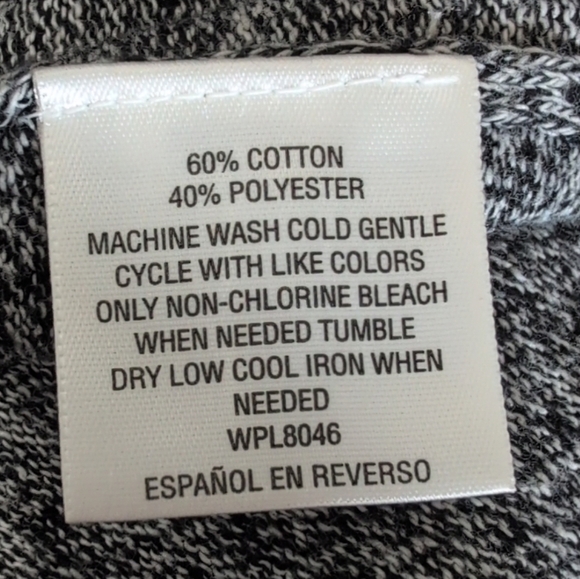 60% COTTON
40% POLYESTER
MACHINE WASH COLD GENTLE
CYCLE WITH LIKE COLORS
ONLY NON-CHLORINE BLEACH
WHEN NEEDED TUMBLE
DRY LOW COOL IRON WHEN
NEEDED
WPL8046
ESPAÑOL EN REVERSO